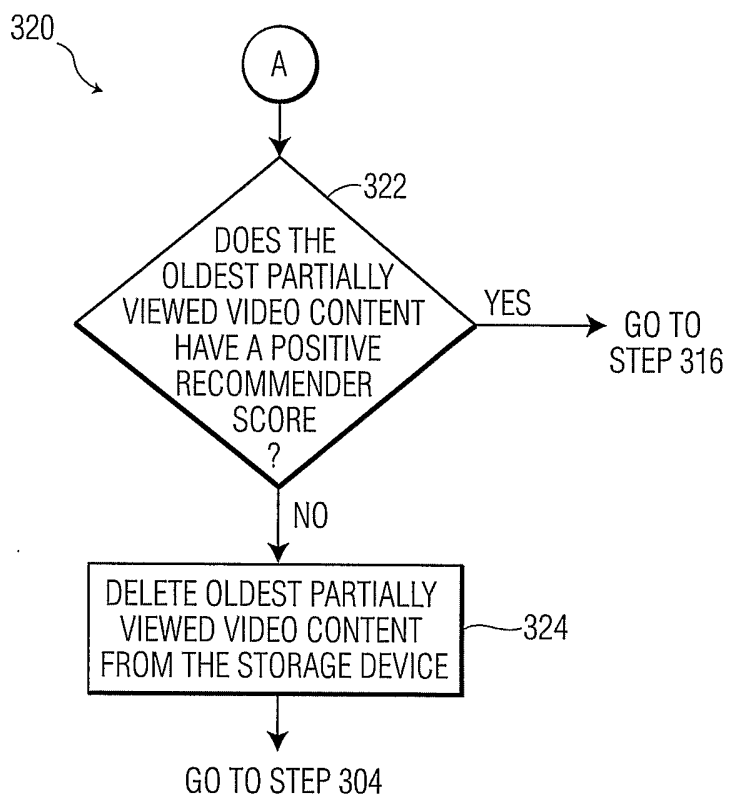 320
A
322
DOES THE
OLDEST PARTIALLY
VIEWED VIDEO CONTENT
HAVE A POSITIVE
RECOMMENDER
SCORE
?
YES
GO TO
STEP 316
NO
DELETE OLDEST PARTIALLY
VIEWED VIDEO CONTENT
FROM THE STORAGE DEVICE
324
GO TO STEP 304